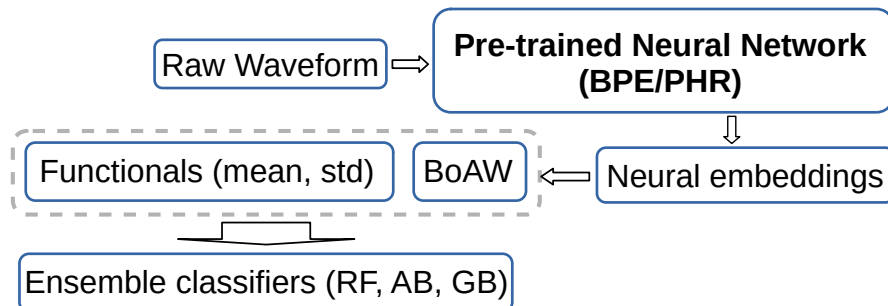 Raw Waveform
Pre-trained Neural Network
(BPE/PHR)
Functionals (mean, std)
BoAW
Neural embeddings
Ensemble classifiers (RF, AB, GB)